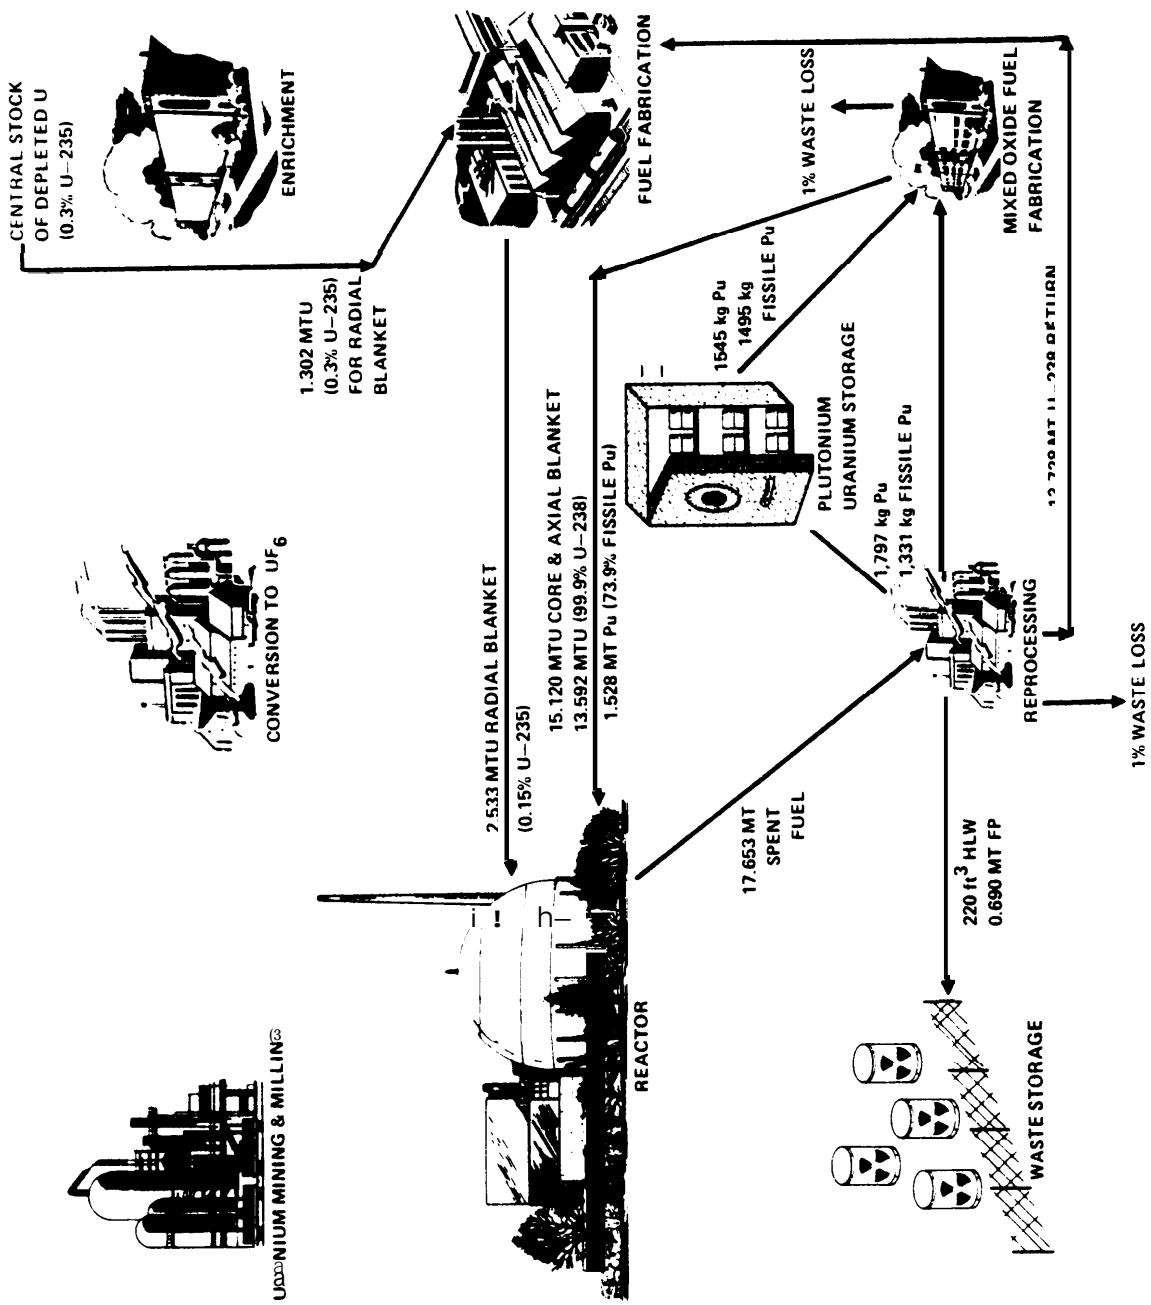 URANIUM MINING & MILLING
CONVERSION TO UF6
ENRICHMENT
CENTRAL STOCK
OF DEPLETED U
(0.3% U–235)
1.302 MTU
(0.3% U–235)
FOR RADIAL
BLANKET
2.533 MTU RADIAL BLANKET
(0.15% U–235)
FUEL FABRICATION
15.120 MTU CORE & AXIAL BLANKET
13.592 MTU (99.9% U–238)
1.528 MT Pu (73.9% FISSILE Pu)
REACTOR
17.653 MT
SPENT
FUEL
1545 kg Pu
1495 kg
FISSILE Pu
1% WASTE LOSS
PLUTONIUM
URANIUM STORAGE
1,797 kg Pu
1,331 kg FISSILE Pu
MIXED OXIDE FUEL
FABRICATION
220 ft3 HLW
0.690 MT FP
WASTE STORAGE
REPROCESSING
MT U–238 RETURN
1% WASTE LOSS